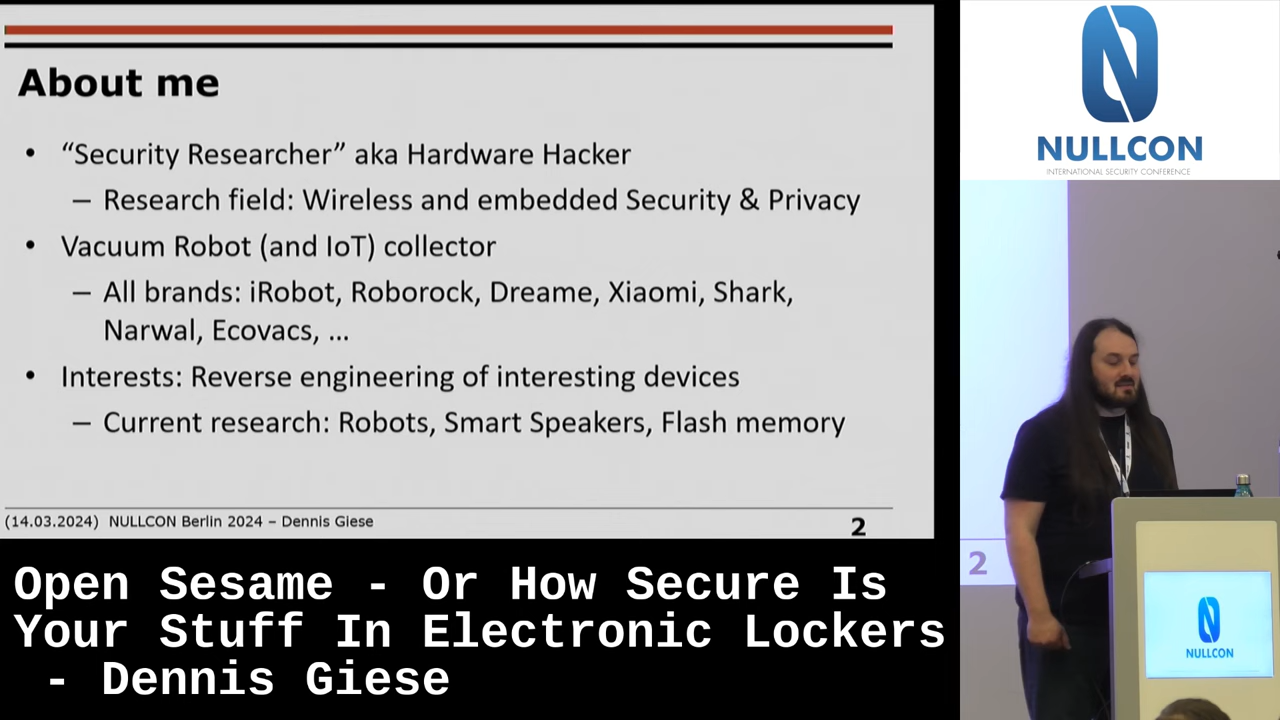 About me
• “Security Researcher” aka Hardware Hacker
– Research field: Wireless and embedded Security & Privacy
• Vacuum Robot (and IoT) collector
– All brands: iRobot, Roborock, Dreame, Xiaomi, Shark,
Narwal, Ecovacs, ...
• Interests: Reverse engineering of interesting devices
– Current research: Robots, Smart Speakers, Flash memory
(14.03.2024) NULLCON Berlin 2024 – Dennis Giese
2
Open Sesame - Or How Secure Is
Your Stuff In Electronic Lockers
- Dennis Giese
NULLCON
INTERNATIONAL SECURITY CONFERENCE
2
NULLCON